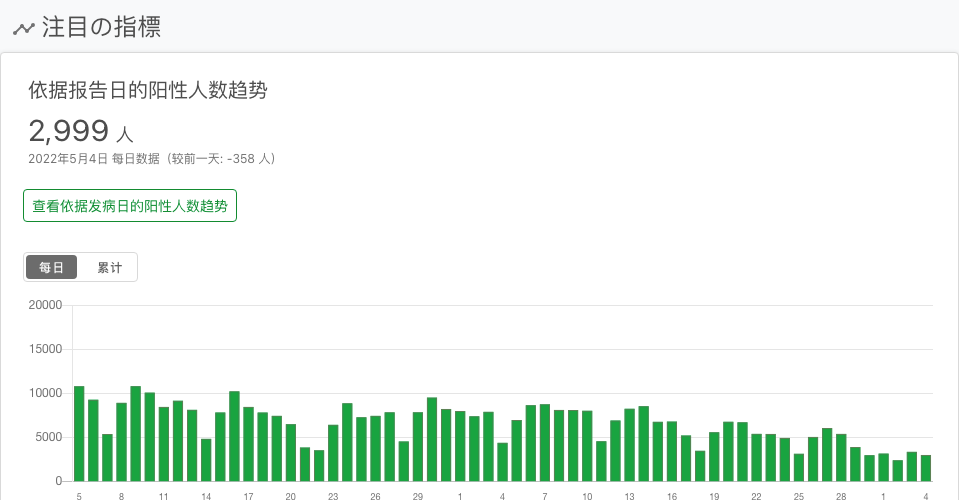 注目の指標
依据报告日的阳性人数趋势
2,999 人
2022年5月4日 每日数据（较前一天: -358 人）
查看依据发病日的阳性人数趋势
每日 累计
20000
15000
10000
5000
0
5 8 11 14 17 20 23 26 29 1 4 7 10 13 16 19 22 25 28 1 4